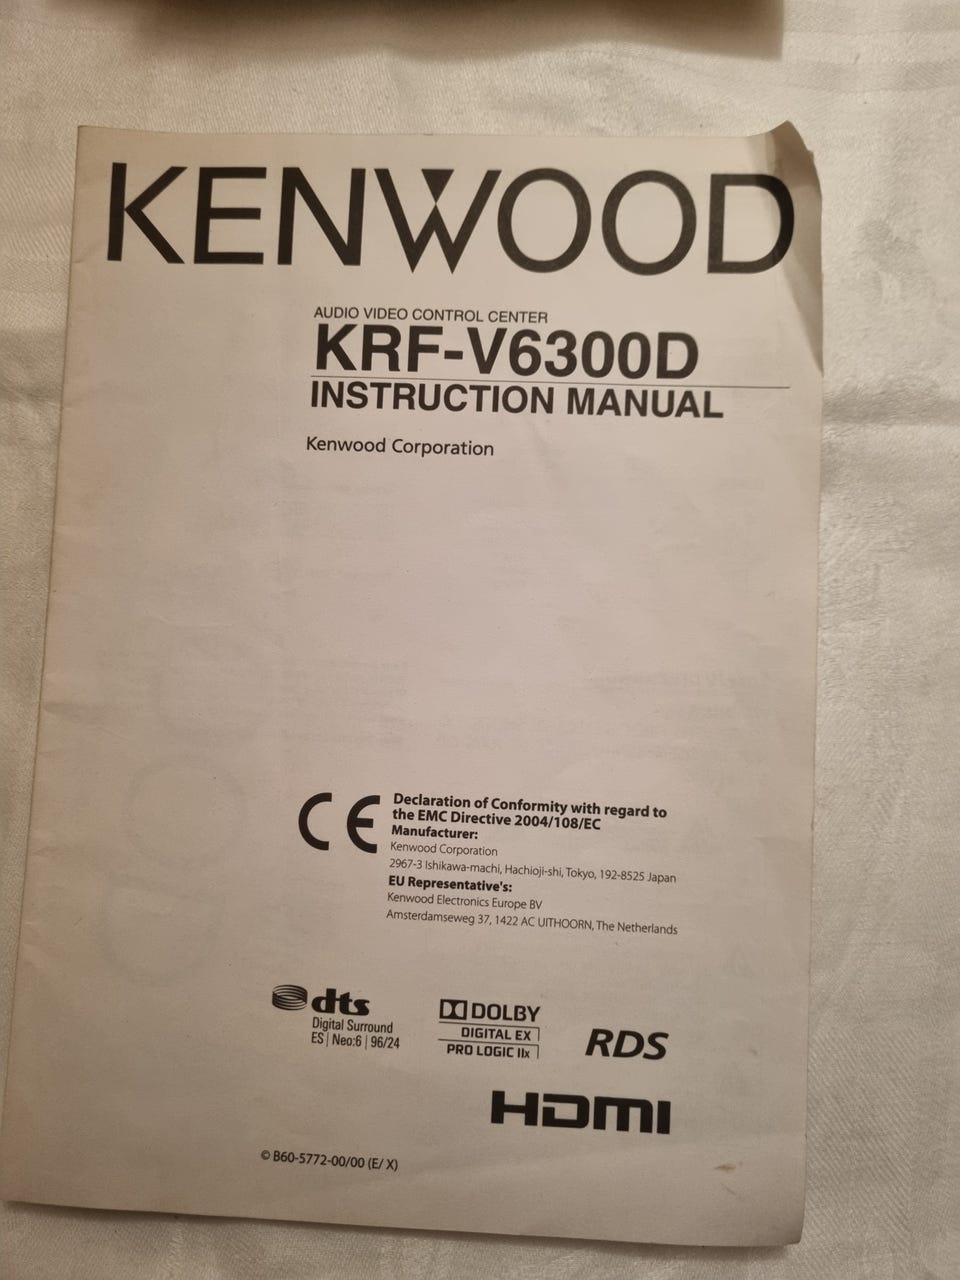 KENWOOD
AUDIO VIDEO CONTROL CENTER
KRF-V6300D
INSTRUCTION MANUAL
Kenwood Corporation
CE
Declaration of Conformity with regard to
the EMC Directive 2004/108/EC
Manufacturer:
Kenwood Corporation
2967-3 Ishikawa-machi, Hachioji-shi, Tokyo, 192-8525 Japan
EU Representative's:
Kenwood Electronics Europe BV
Amsterdamseweg 37, 1422 AC UITHOORN, The Netherlands
dts
Digital Surround
ES | Neo:6 | 96/24
DOLBY
DIGITAL EX
PRO LOGIC IIx
RDS
HDMI
© B60-5772-00/00 (E/ X)